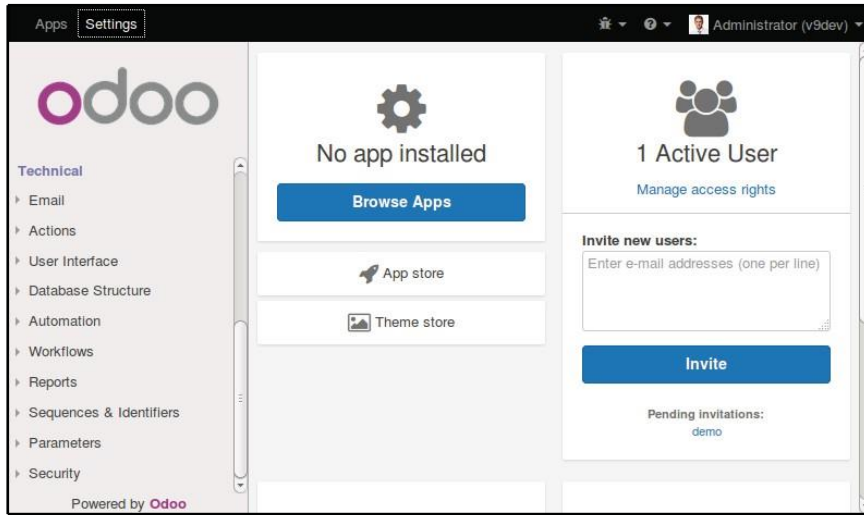 Apps Settings
Administrator (v9dev)
odoo
Technical
Email
Actions
User Interface
Database Structure
Automation
Workflows
Reports
Sequences & Identifiers
Parameters
Security
Powered by Odoo
No app installed
Browse Apps
App store
Theme store
1 Active User
Manage access rights
Invite new users:
Enter e-mail addresses (one per line)
Invite
Pending invitations:
demo